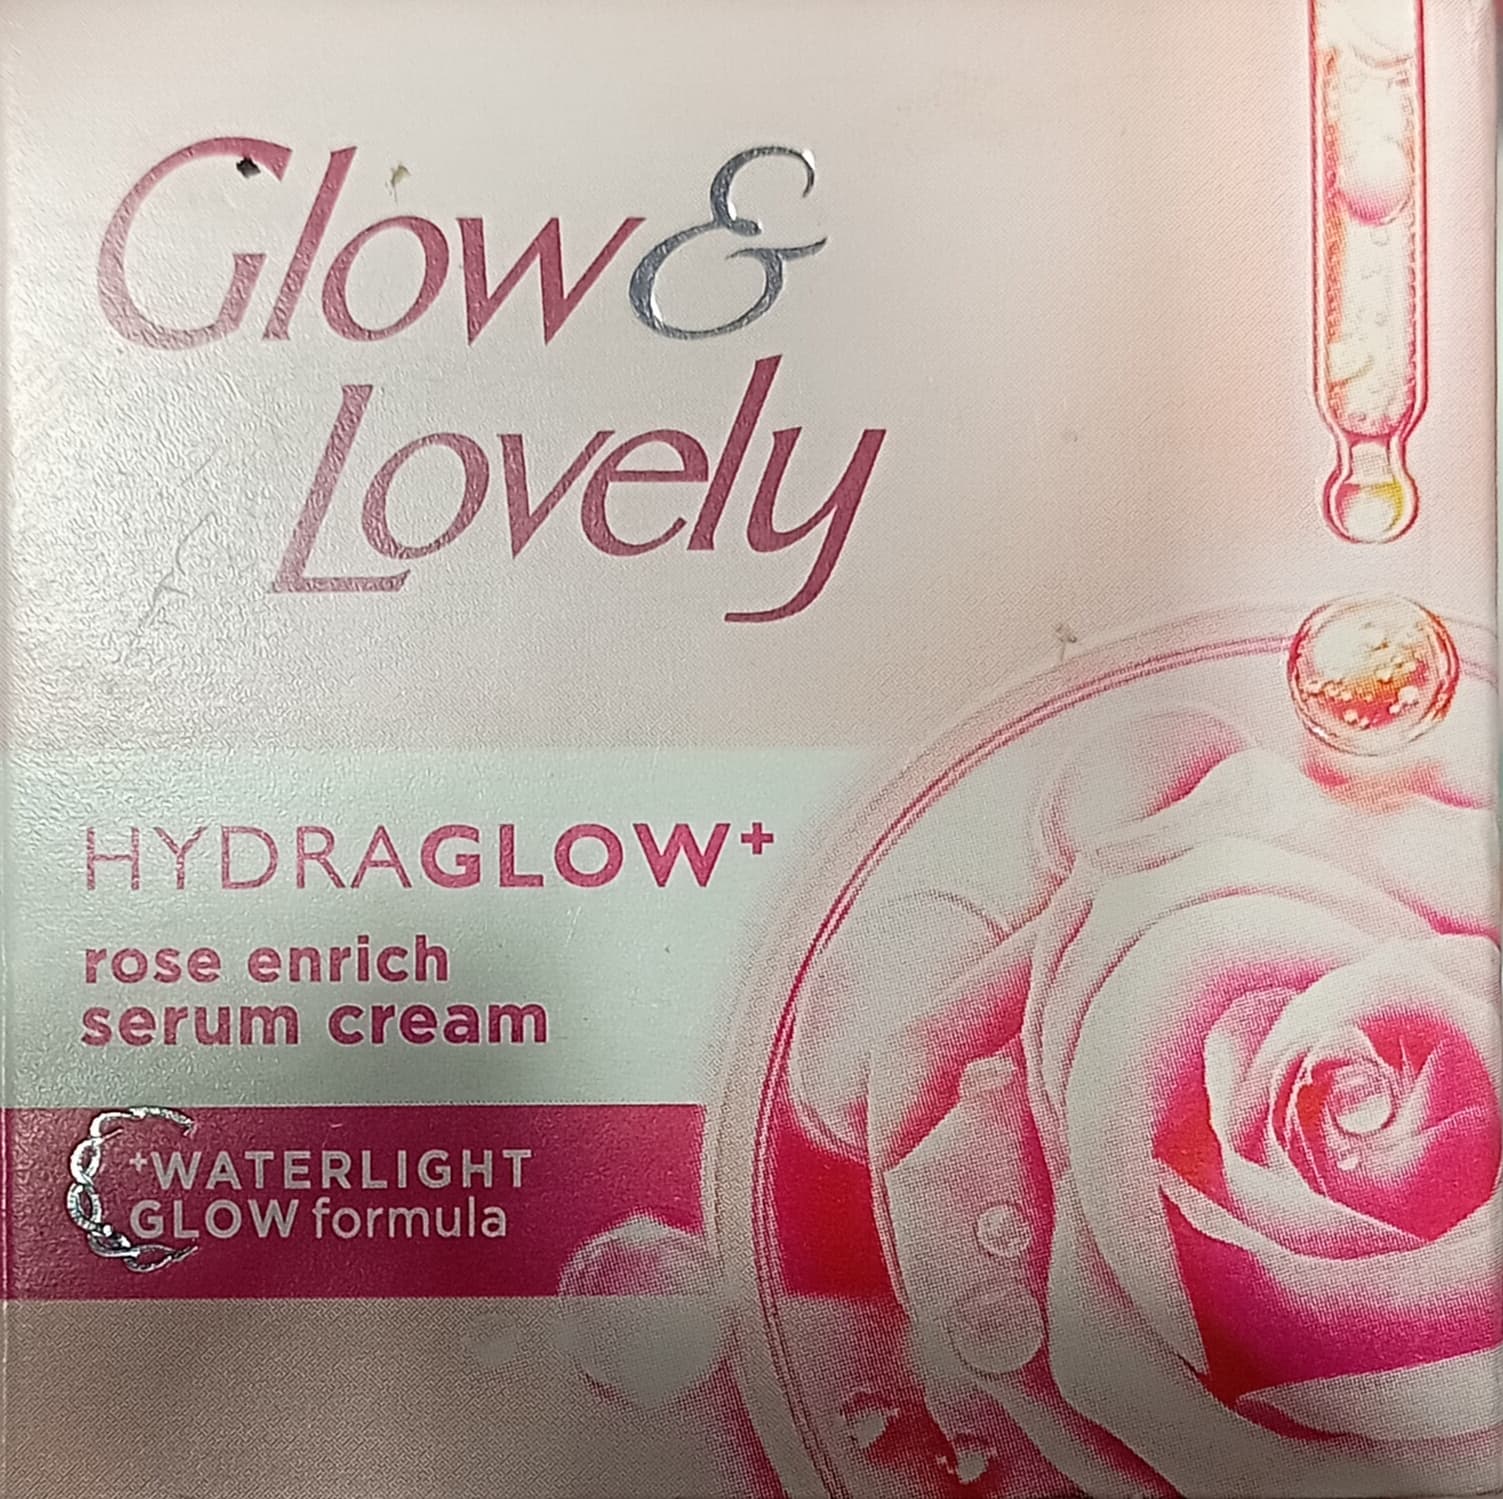 Glow &
Lovely
HYDRAGLOW+
rose enrich
serum cream
+WATERLIGHT
GLOW formula